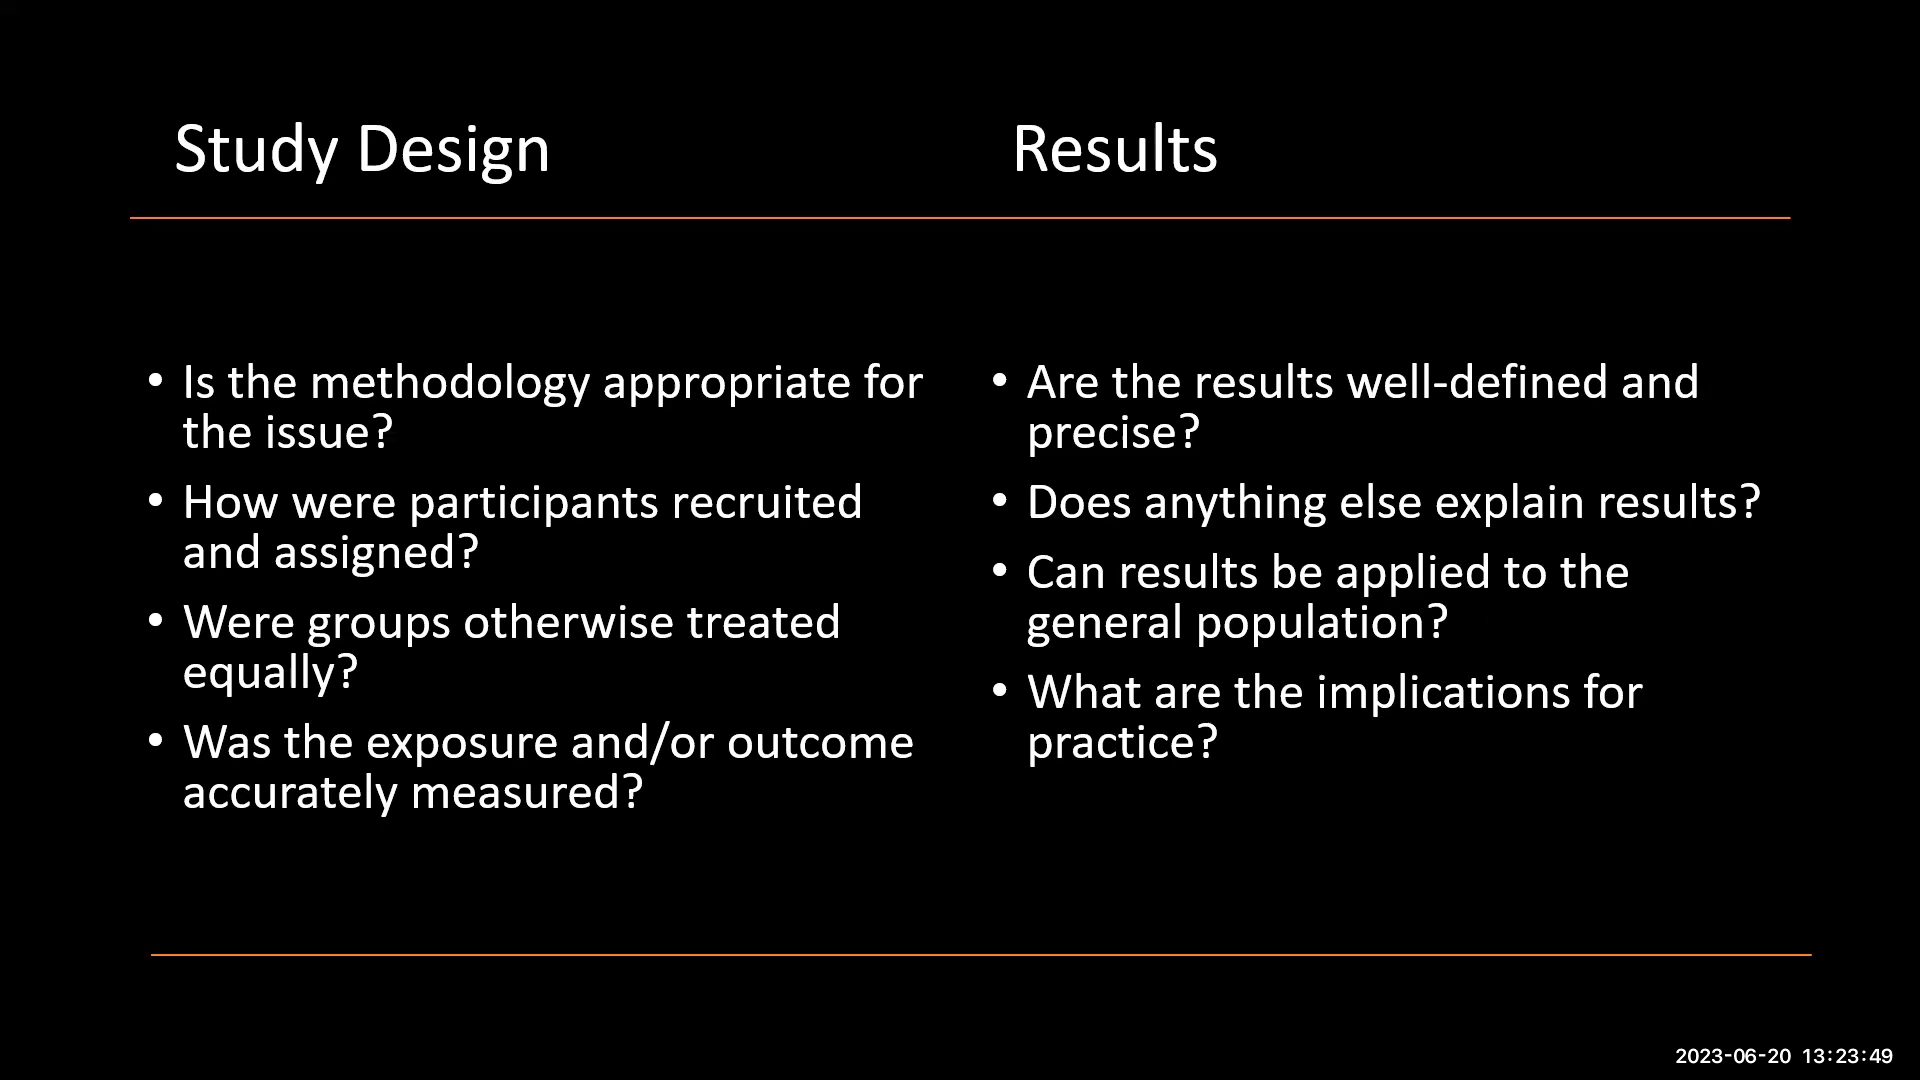 Study Design
Results
• Is the methodology appropriate for
the issue?
• How were participants recruited
and assigned?
• Were groups otherwise treated
equally?
• Was the exposure and/or outcome
accurately measured?
• Are the results well-defined and
precise?
• Does anything else explain results?
• Can results be applied to the
general population?
• What are the implications for
practice?
2023-06-20 13:23:49